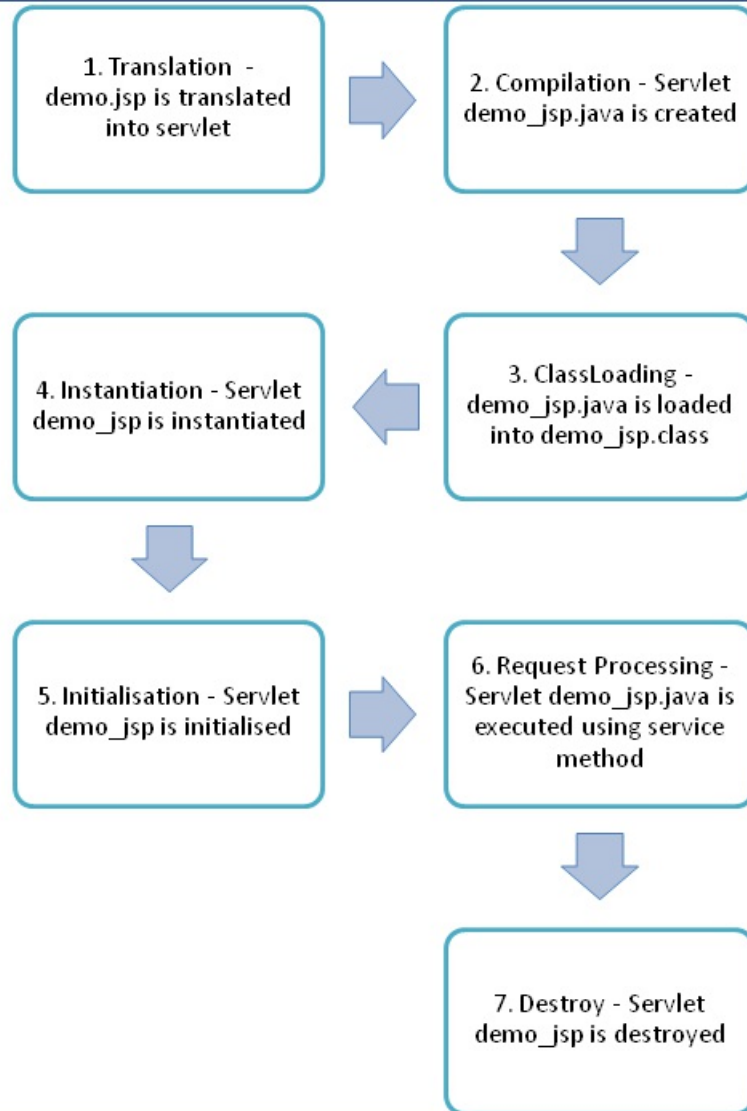 1. Translation -
demo.jsp is translated
into servlet
2. Compilation - Servlet
demo_jsp.java is created
3. ClassLoading -
demo_jsp.java is loaded
into demo_jsp.class
4. Instantiation - Servlet
demo_jsp is instantiated
5. Initialisation - Servlet
demo_jsp is initialised
6. Request Processing -
Servlet demo_jsp.java is
executed using service
method
7. Destroy - Servlet
demo_jsp is destroyed